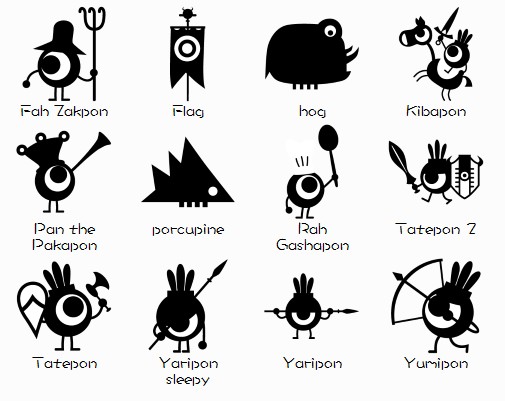 Fah Zakpon
Flag
hog
Kibapon
Pan the
Pakapon
porcupine
Rah
Gashapon
Tatepon 2
Tatepon
Yaripon
sleepy
Yaripon
Yumipon